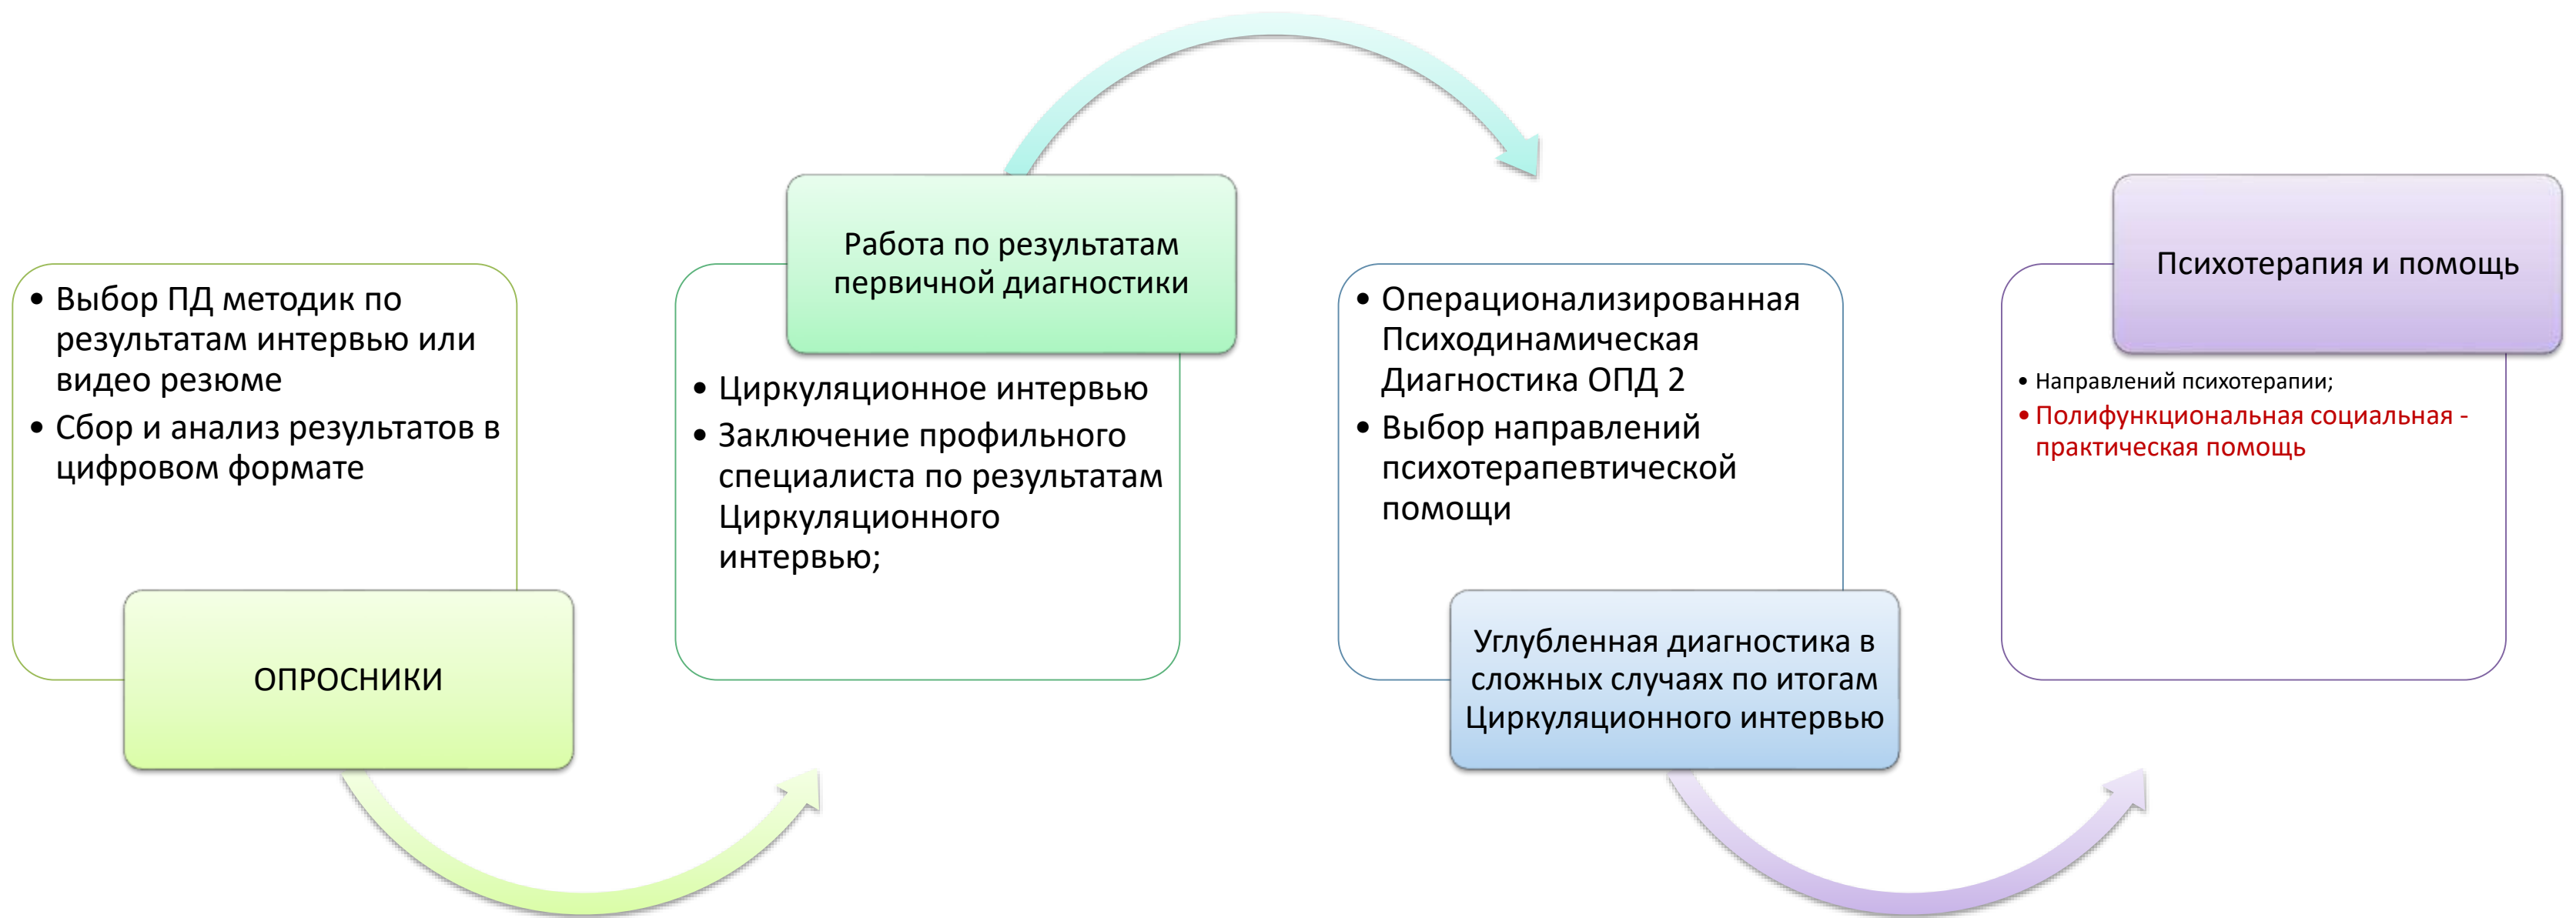 • Выбор ПД методик по
результатам интервью или
видео резюме
• Сбор и анализ результатов в
цифровом формате
ОПРОСНИКИ
Работа по результатам
первичной диагностики
• Циркуляционное интервью
• Заключение профильного
специалиста по результатам
Циркуляционного
интервью;
• Операционализированная
Психодинамическая
Диагностика ОПД 2
• Выбор направлений
психотерапевтической
помощи
Углубленная диагностика в
сложных случаях по итогам
Циркуляционного интервью
Психотерапия и помощь
• Направлений психотерапии;
• Полифункциональная социальная -
практическая помощь